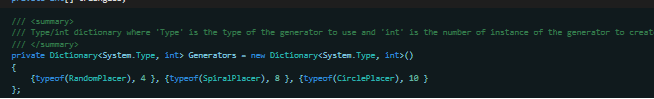 /// <summary>
/// Type/int dictionary where 'Type' is the type of the generator to use and 'int' is the number of instance of the generator to creat
/// </summary>
private Dictionary<System.Type, int> Generators = new Dictionary<System.Type, int>()
{
{typeof(RandomPlacer), 4 }, {typeof(SpiralPlacer), 8 }, {typeof(CirclePlacer), 10 }
};